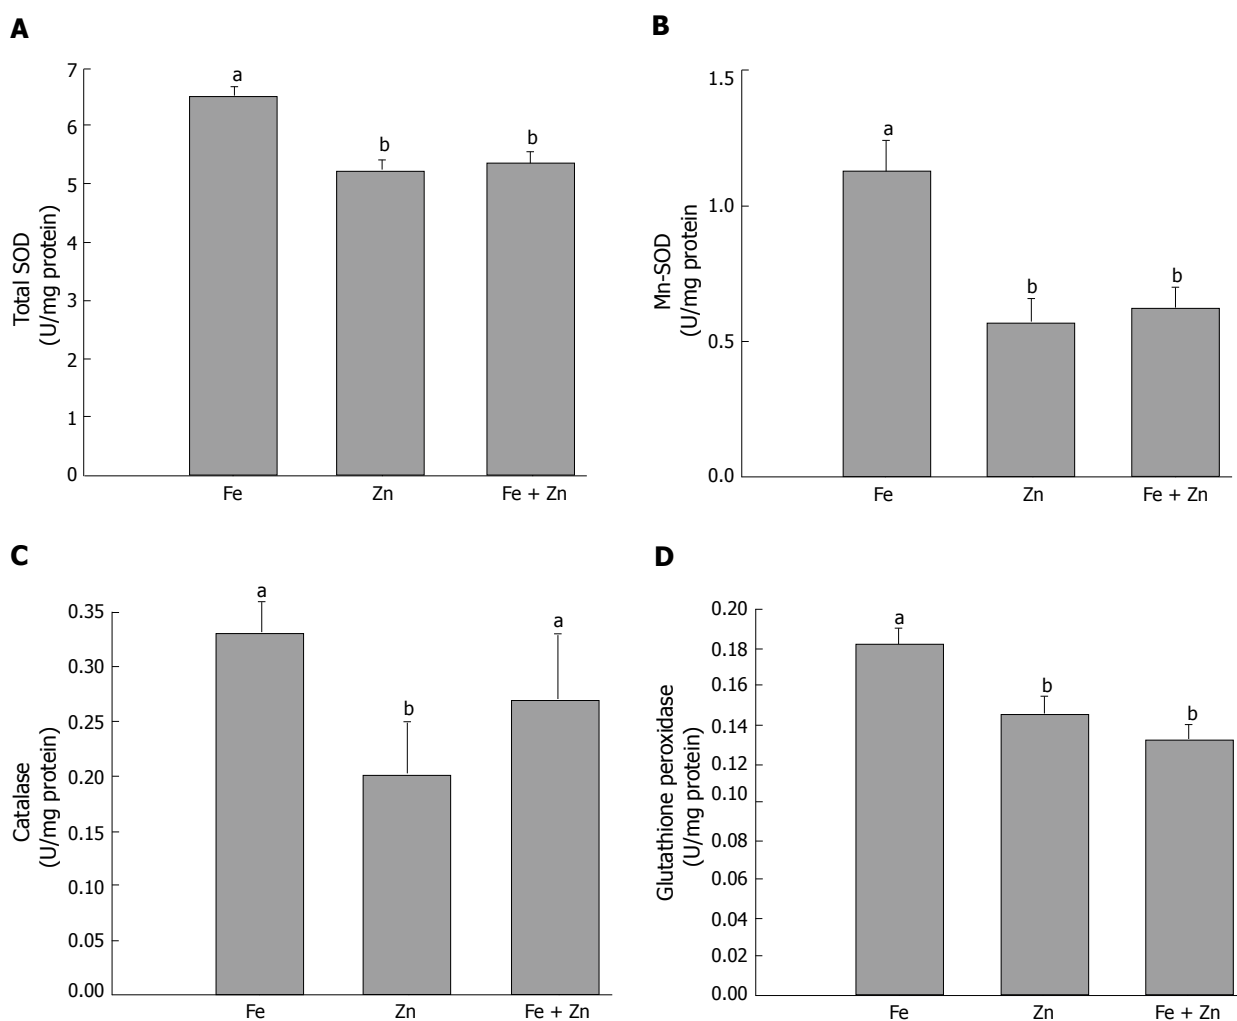 A
Total SOD
(U/mg protein)
7
6
5
4
3
2
1
0
a
b
b
Fe
Zn
Fe + Zn
B
Mn-SOD
(U/mg protein
1.5
1.0
0.5
0.0
a
b
b
Fe
Zn
Fe + Zn
C
Catalase
(U/mg protein)
0.35
0.30
0.25
0.20
0.15
0.10
0.05
0.00
a
b
a
Fe
Zn
Fe + Zn
D
Glutathione peroxidase
(U/mg protein)
0.20
0.18
0.16
0.14
0.12
0.10
0.08
0.06
0.04
0.02
0.00
a
b
b
Fe
Zn
Fe + Zn